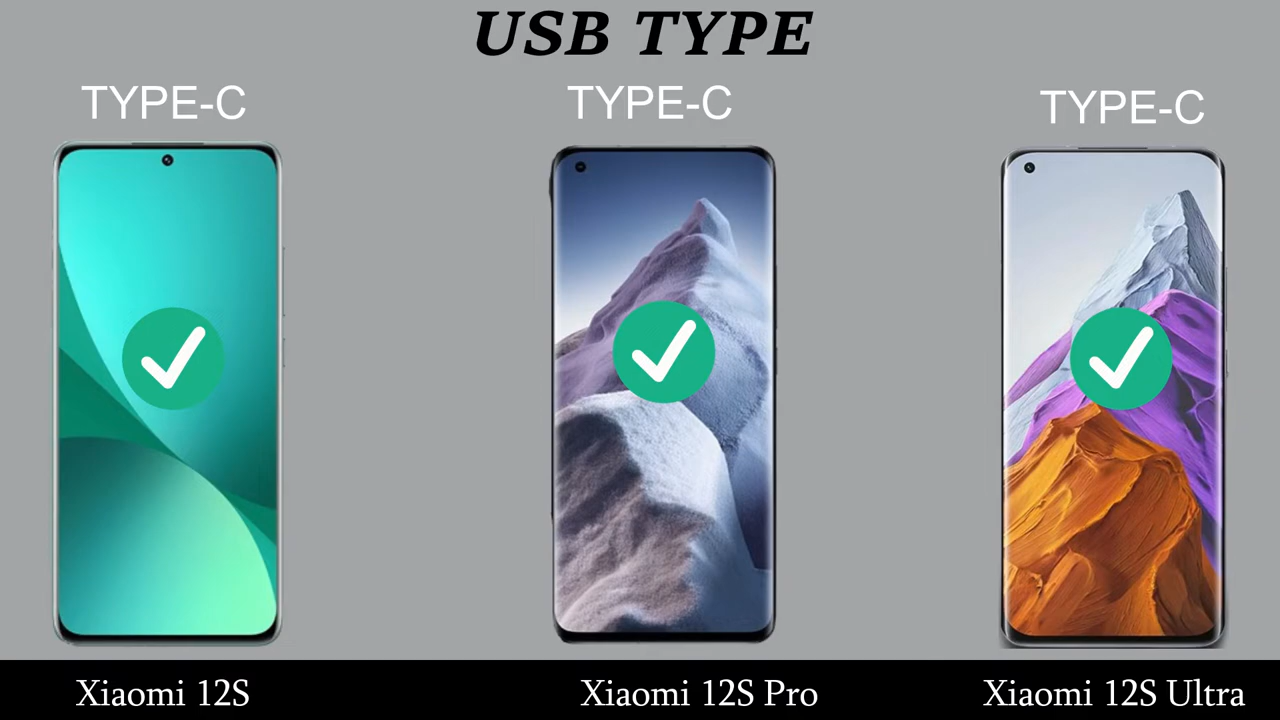 USB TYPE
TYPE-C
TYPE-C
TYPE-C
Xiaomi 12S
Xiaomi 12S Pro
Xiaomi 12S Ultra